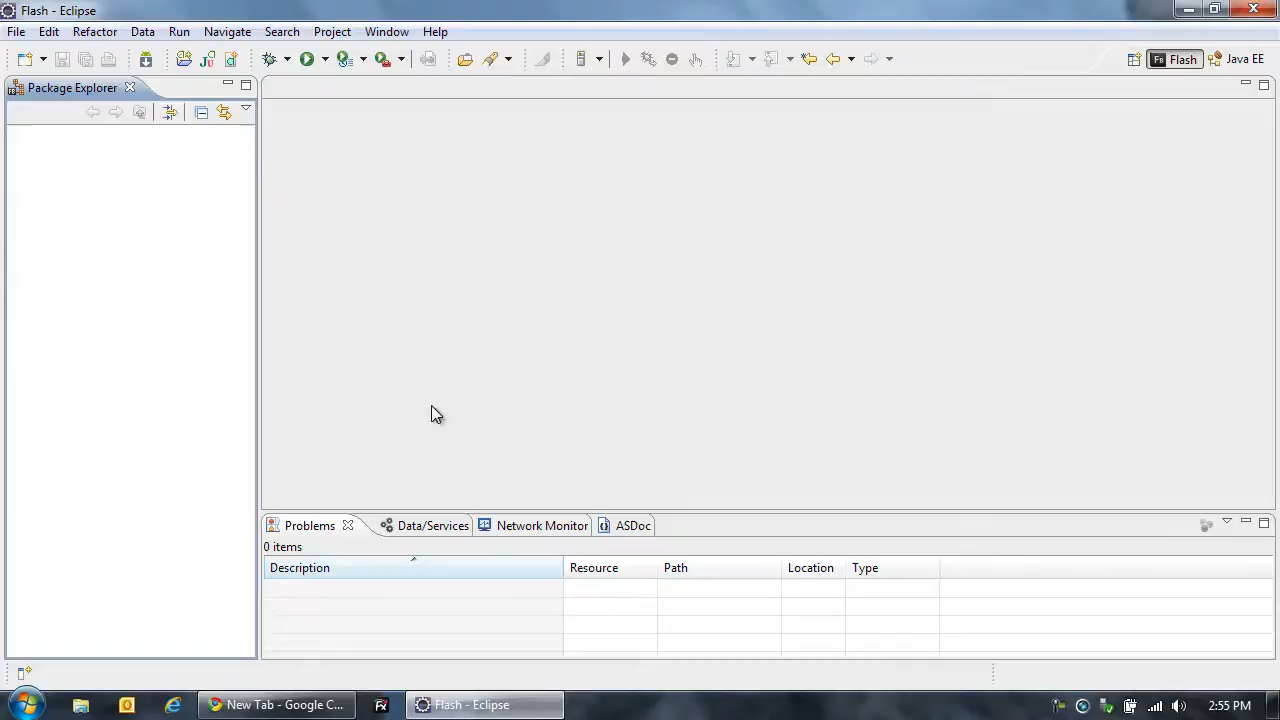 Flash - Eclipse
File Edit Refactor Data Run Navigate Search Project Window Help
Fb Flash Java EE
Package Explorer
Problems Data/Services Network Monitor ASDoc
0 items
Description Resource Path Location Type
New Tab - Google C... Flash - Eclipse 2:55 PM